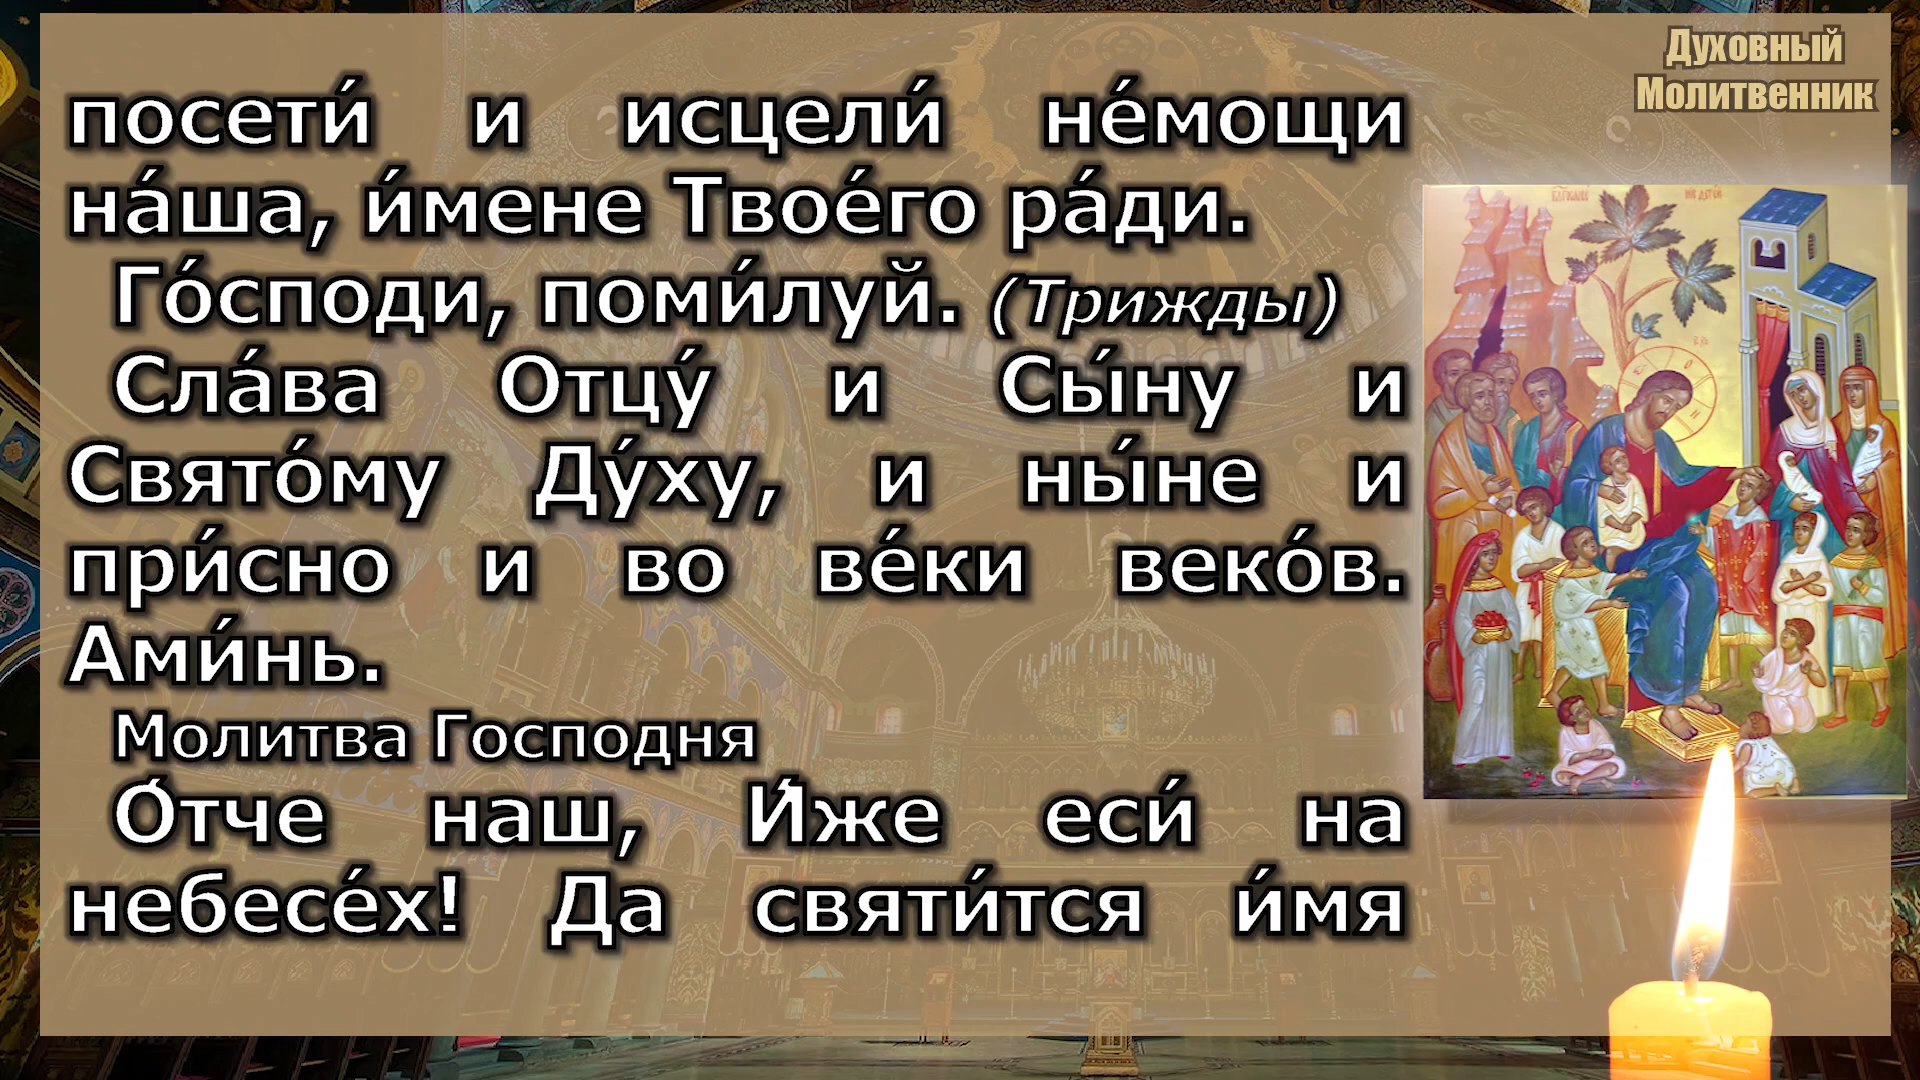 Духовный
Молитвенник
посети́ и исцели́ не́мощи
на́ша, и́мене Твоего́ ра́ди.
Го́споди, поми́луй. (Трижды)
Сла́ва Отцу́ и Сы́ну и
Свято́му Ду́ху, и ны́не и
при́сно и во ве́ки веко́в.
Ами́нь.
Молитва Господня
О́тче наш, И́же еси́ на
небесе́х! Да святи́тся и́мя